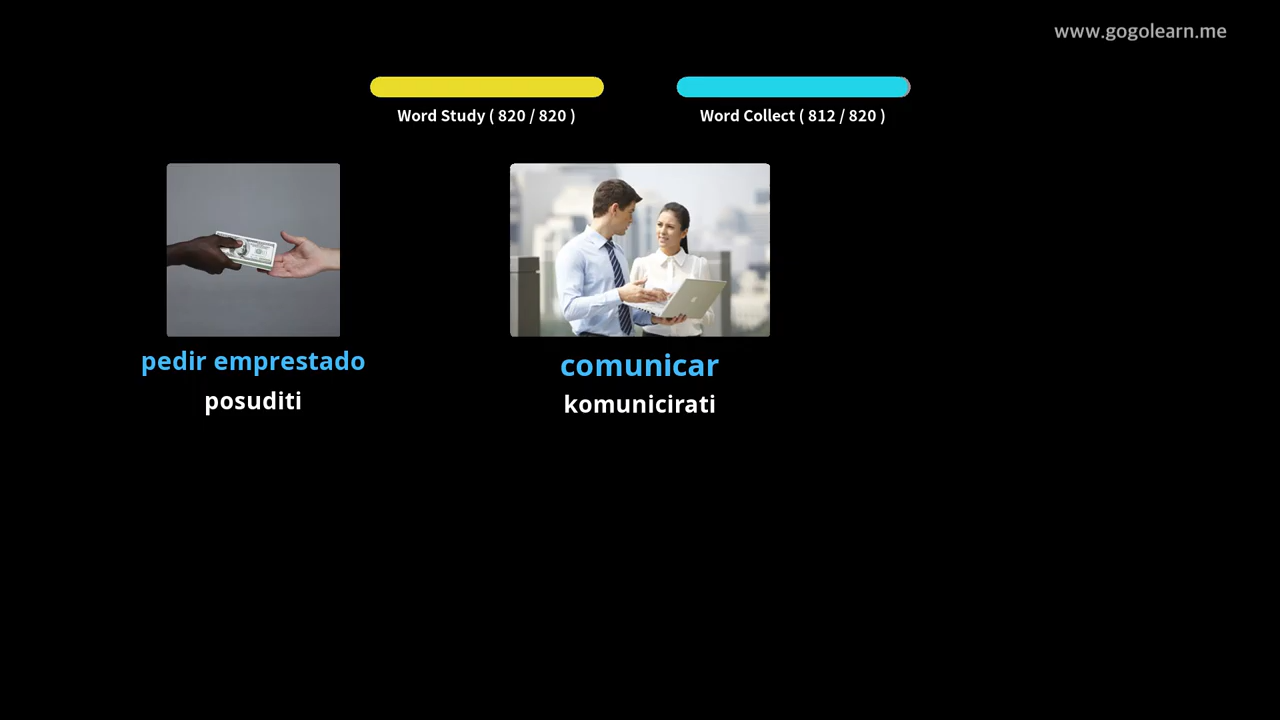 www.gogolearn.me
Word Study ( 820 / 820 )
Word Collect ( 812 / 820 )
pedir emprestado
posuditi
comunicar
komunicirati